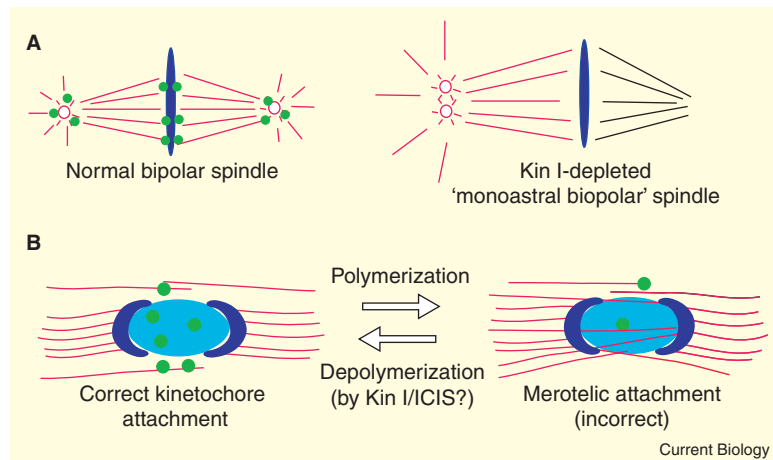 A
Normal bipolar spindle
Kin I-depleted
‘monoastral biopolar’ spindle
B
Polymerization
Depolymerization
(by Kin I/ICIS?)
Correct kinetochore
attachment
Merotelic attachment
(incorrect)
Current Biology